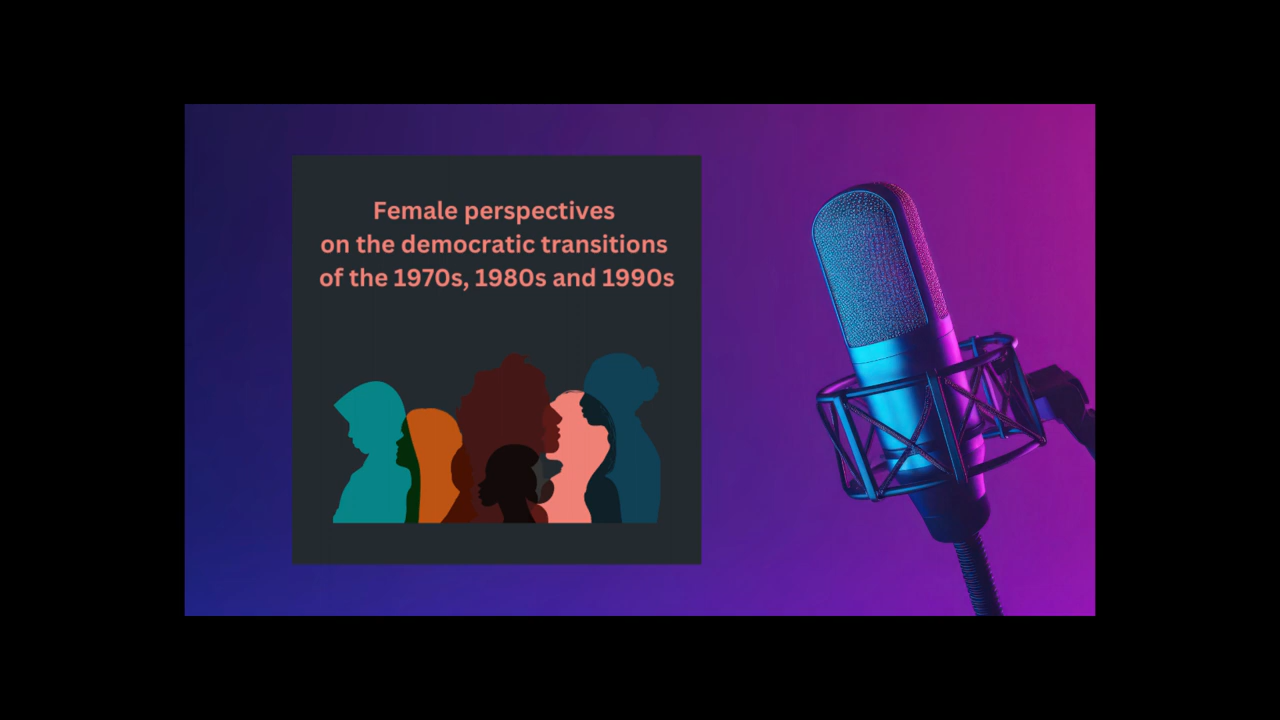 Female perspectives
on the democratic transitions
of the 1970s, 1980s and 1990s